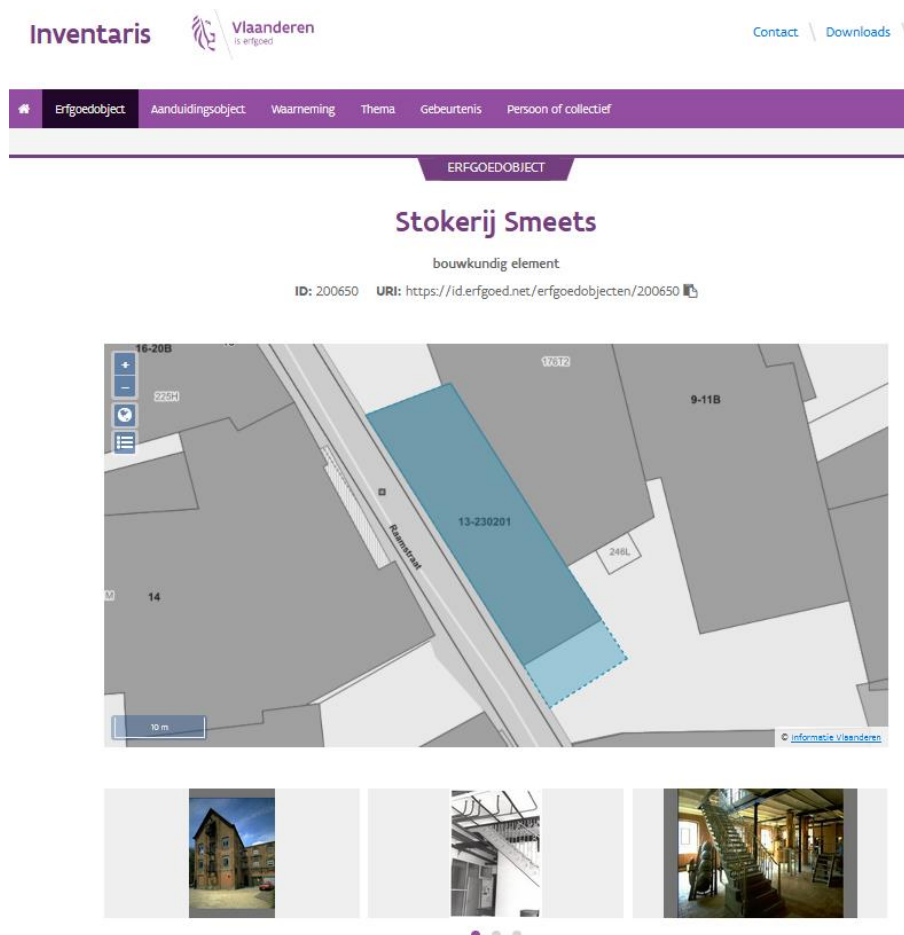 Inventaris
Vlaanderen
is erfgoed
Contact \ Downloads \
Erfgoedobject Aanduidingsobject Waarneming Thema Gebeurtenis Persoon of collectief
ERFGOEDOBJECT
Stokerij Smeets
bouwkundig element
ID: 200650 URI: https://id.erfgoed.net/erfgoedobjecten/200650
16-20B
176T2
+
−
225H
9-11B
13-230201
Raamstraat
246L
14
10 m
© Informatie Vlaanderen